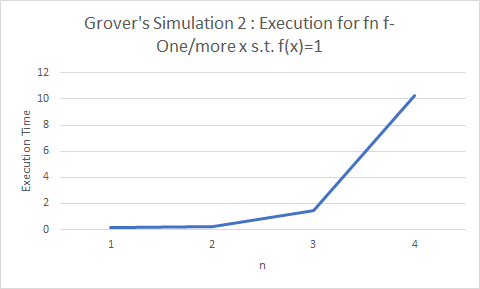 Grover's Simulation 2 : Execution for fn f-
One/more x s.t. f(x)=1
12
10
8
6
4
2
0
Execution Time
1 2 3 4
n